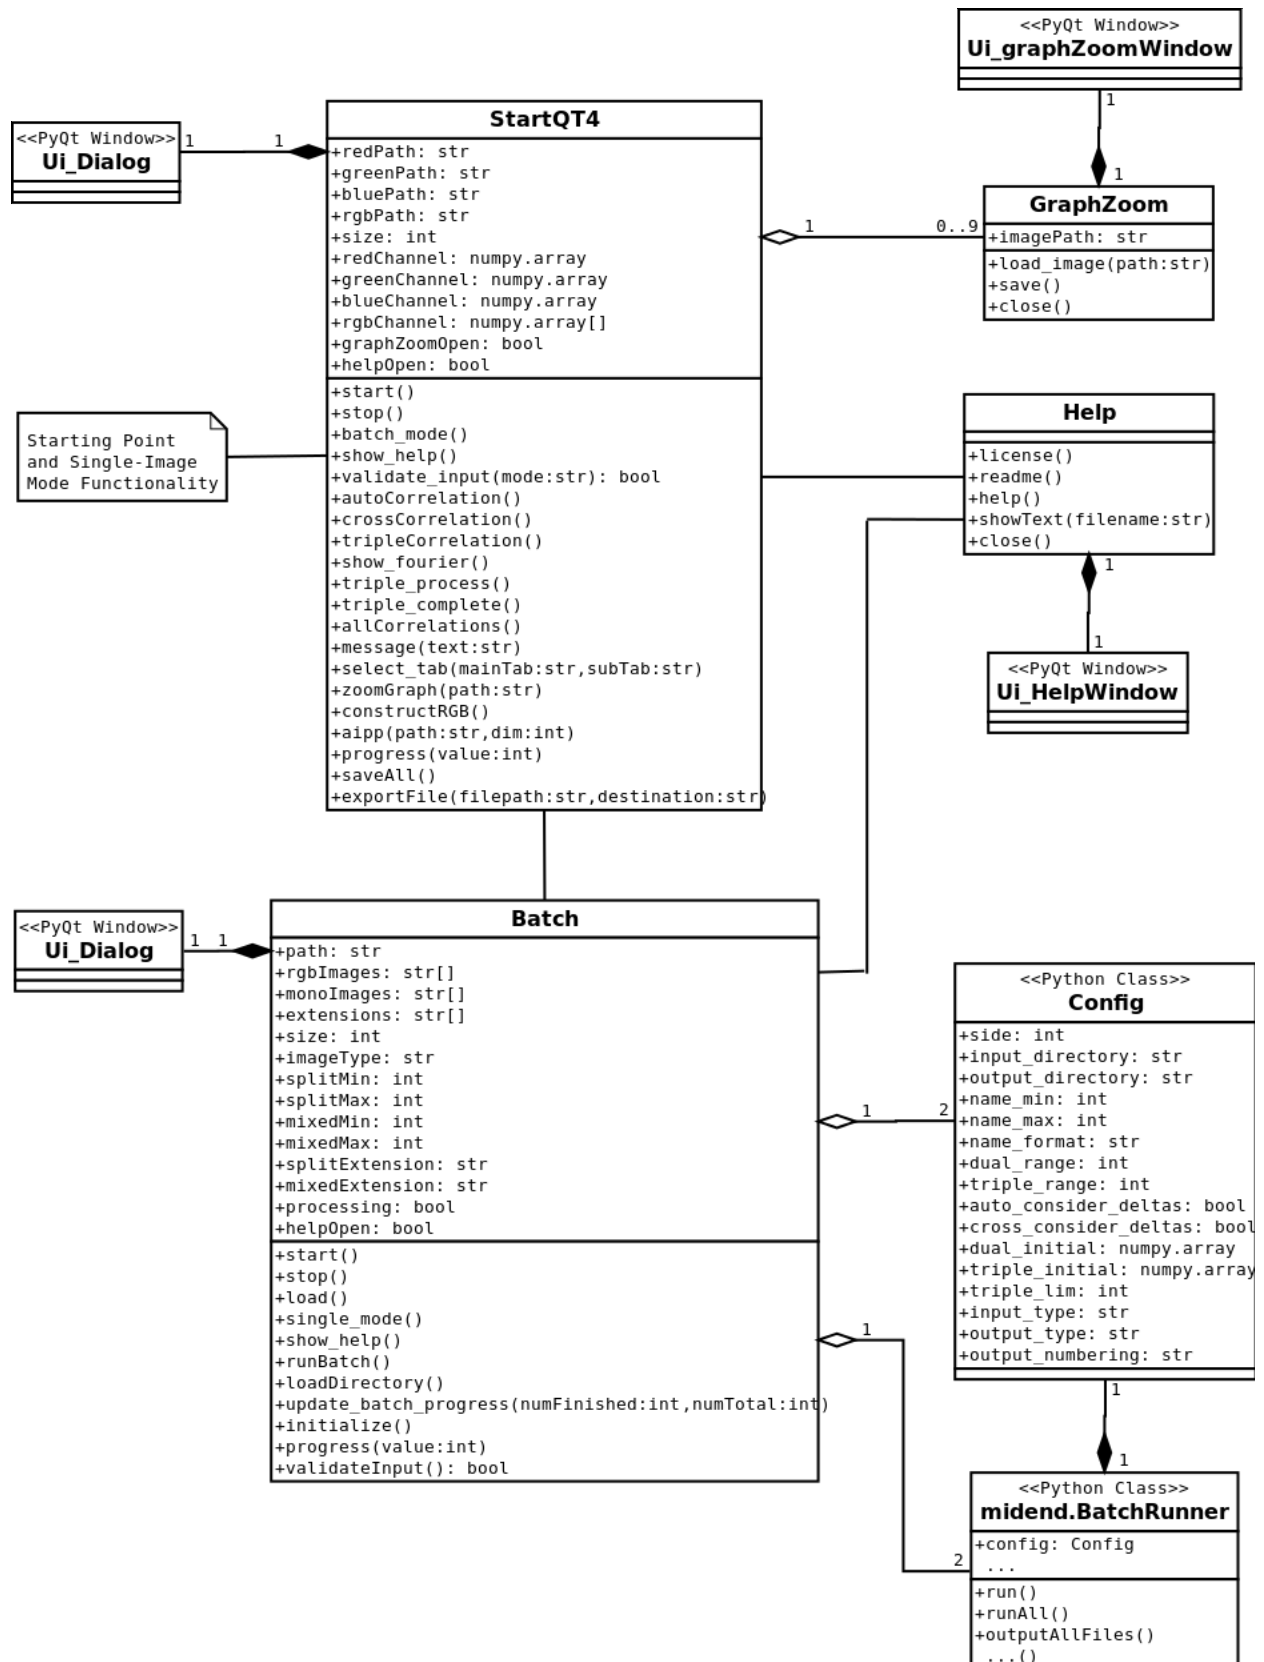 <<PyQt Window>>
Ui_graphZoomWindow
1
1
<<PyQt Window>>
Ui_Dialog
1
1
StartQT4
+redPath: str
+greenPath: str
+bluePath: str
+rgbPath: str
+size: int
+redChannel: numpy.array
+greenChannel: numpy.array
+blueChannel: numpy.array
+rgbChannel: numpy.array[]
+graphZoomOpen: bool
+helpOpen: bool
+start()
+stop()
+batch_mode()
+show_help()
+validate_input(mode:str): bool
+autoCorrelation()
+crossCorrelation()
+tripleCorrelation()
+show_fourier()
+triple_process()
+triple_complete()
+allCorrelations()
+message(text:str)
+select_tab(mainTab:str,subTab:str)
+zoomGraph(path:str)
+constructRGB()
+aipp(path:str,dim:int)
+progress(value:int)
+saveAll()
+exportFile(filepath:str,destination:str)
1
0..9
GraphZoom
+imagePath: str
+load_image(path:str)
+save()
+close()
Starting Point
and Single-Image
Mode Functionality
Help
+license()
+readme()
+help()
+showText(filename:str)
+close()
1
1
<<PyQt Window>>
Ui_HelpWindow
<<PyQt Window>>
Ui_Dialog
1
1
Batch
+path: str
+rgbImages: str[]
+monoImages: str[]
+extensions: str[]
+size: int
+imageType: str
+splitMin: int
+splitMax: int
+mixedMin: int
+mixedMax: int
+splitExtension: str
+mixedExtension: str
+processing: bool
+helpOpen: bool
+start()
+stop()
+load()
+single_mode()
+show_help()
+runBatch()
+loadDirectory()
+update_batch_progress(numFinished:int,numTotal:int)
+initialize()
+progress(value:int)
+validateInput(): bool
1
2
<<Python Class>>
Config
+side: int
+input_directory: str
+output_directory: str
+name_min: int
+name_max: int
+name_format: str
+dual_range: int
+triple_range: int
+auto_consider_deltas: bool
+cross_consider_deltas: bool
+dual_initial: numpy.array
+triple_initial: numpy.array
+triple_lim: int
+input_type: str
+output_type: str
+output_numbering: str
1
1
1
2
<<Python Class>>
midend.BatchRunner
+config: Config
...
+run()
+runAll()
+outputAllFiles()
...()